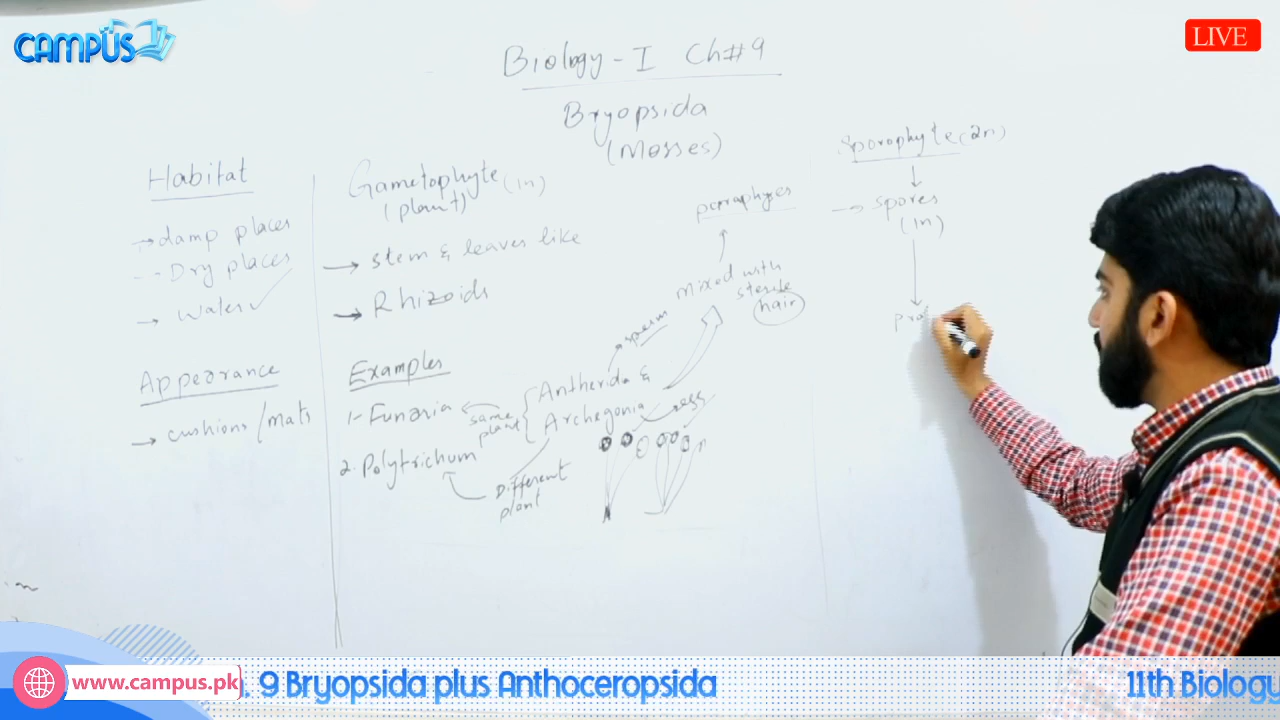 CAMPUS
LIVE
Biology - I Ch#9
Bryopsida
(Mosses)
Habitat
→damp places
-- Dry places
→ Water ✓
Appearance
→ cushions / mats
Gametophyte (1n)
(plant)
→ stem & leaves like
→ Rhizoids
Examples
1- Funaria
2. Polytrichum
same
plant
Antherida &
Archegonia
Different
plant
sperm
egg
Mixed with
sterile
hair
paraphyses
Sporophyte (2n)
→ spores
(1n)
pro
www.campus.pk
. 9 Bryopsida plus Anthoceropsida
11th Biology